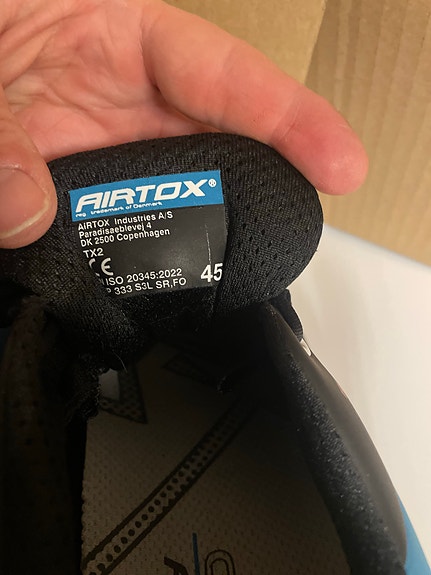 AIRTOX®
reg. trademark of Denmark
AIRTOX Industries A/S
Paradisæblevej 4
DK 2500 Copenhagen
TX2
CE
ISO 20345:2022
333 S3L SR,FO
45